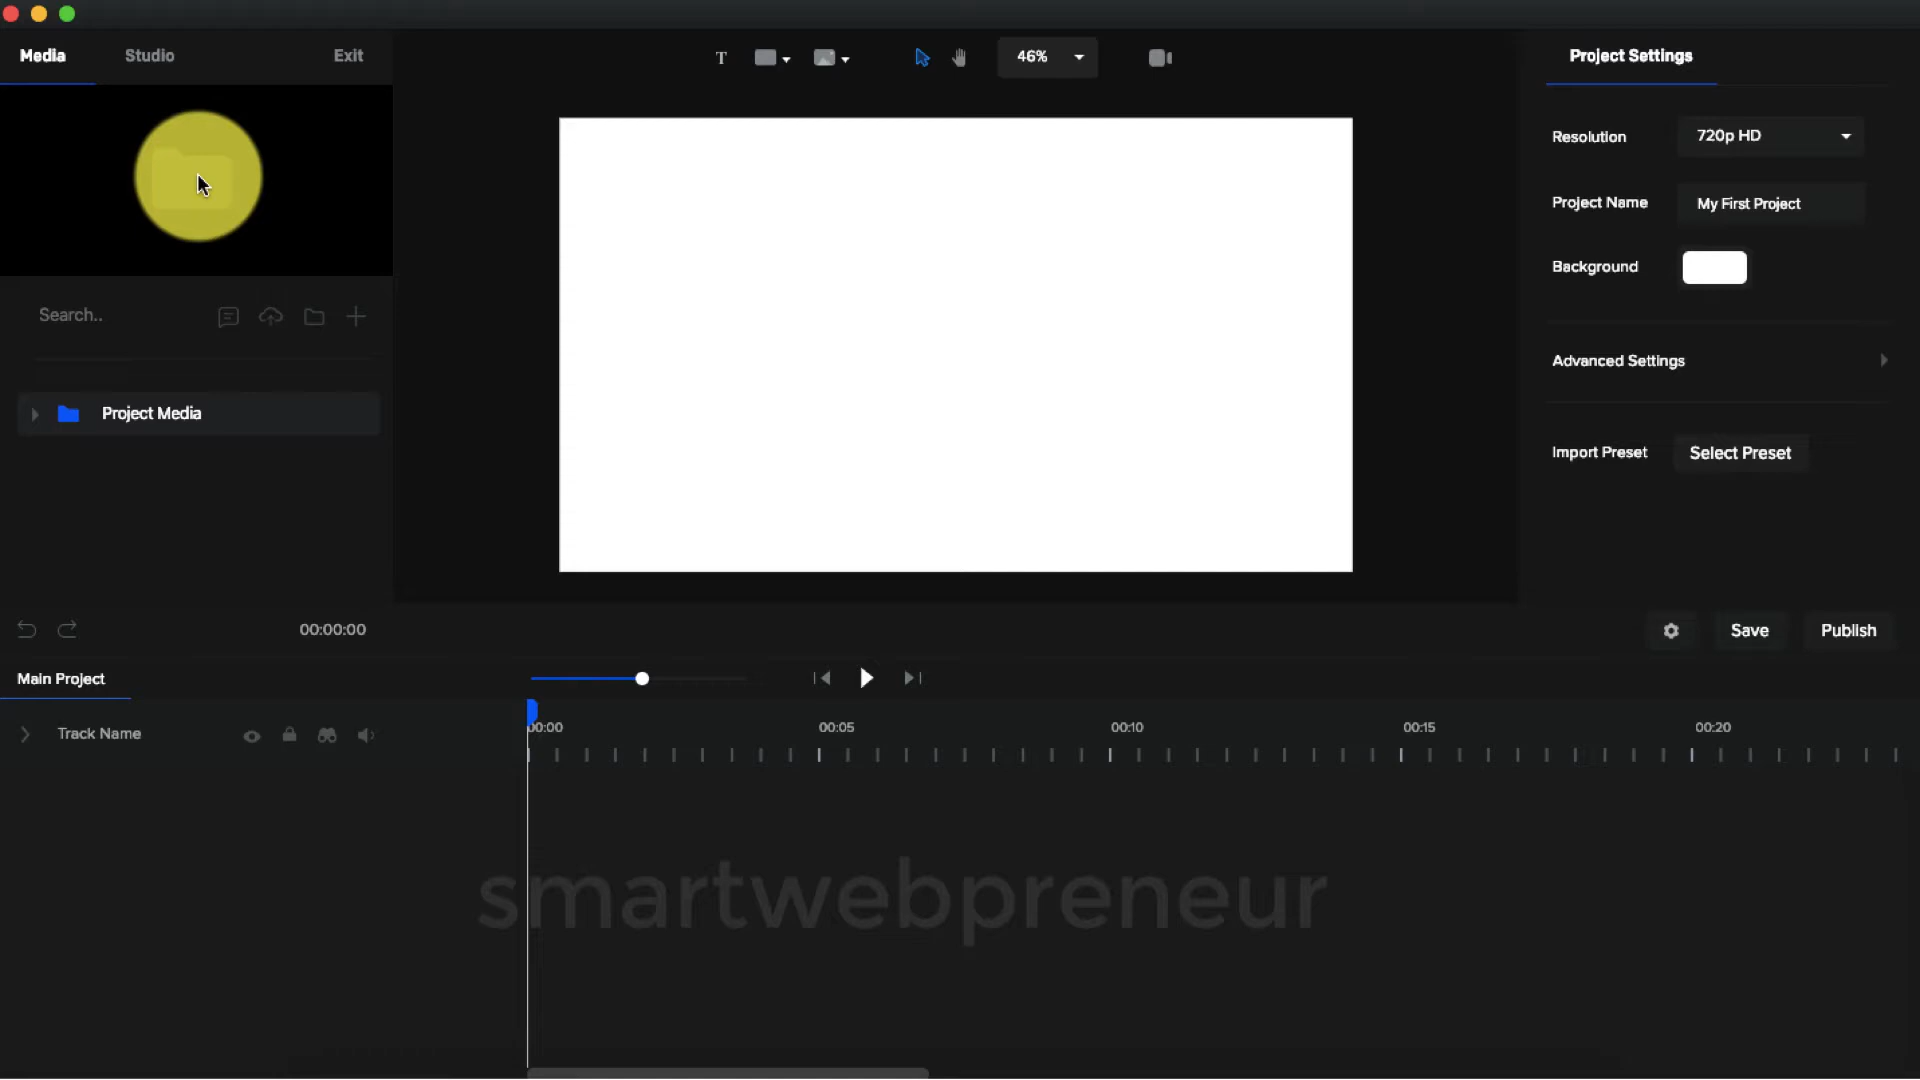 Media
Studio
Exit
T
46%
Project Settings
Resolution
720p HD
Project Name
My First Project
Background
Search..
Advanced Settings
Project Media
Import Preset
Select Preset
00:00:00
Save
Publish
Main Project
Track Name
00:00
00:05
00:10
00:15
00:20
smartwebpreneur